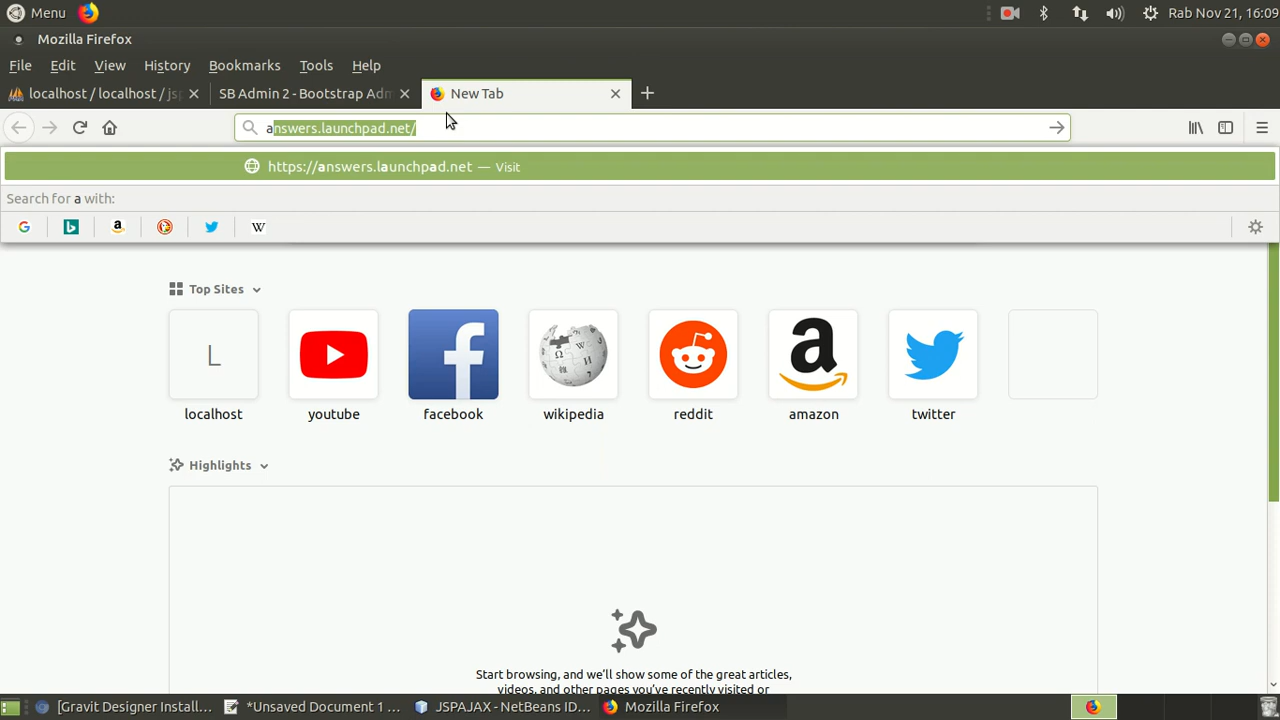 Menu
Rab Nov 21, 16:09
Mozilla Firefox
File Edit View History Bookmarks Tools Help
localhost / localhost / jsp
SB Admin 2 - Bootstrap Adm
New Tab
answers.launchpad.net/
https://answers.launchpad.net — Visit
Search for a with:
G b a W
Top Sites
L
a
localhost youtube facebook wikipedia reddit amazon twitter
Highlights
Start browsing, and we’ll show some of the great articles,
videos, and other pages you’ve recently visited or
[Gravit Designer Install... *Unsaved Document 1 ... JSPAJAX - NetBeans ID... Mozilla Firefox